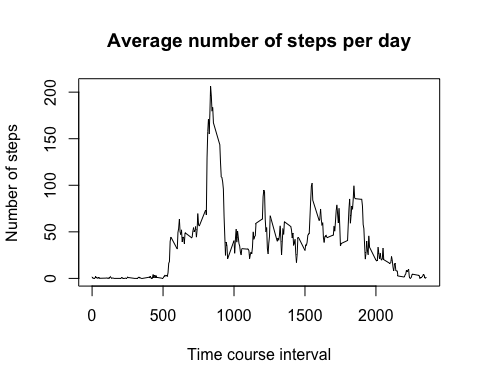 Average number of steps per day
Number of steps
200
150
100
50
0
0 500 1000 1500 2000
Time course interval